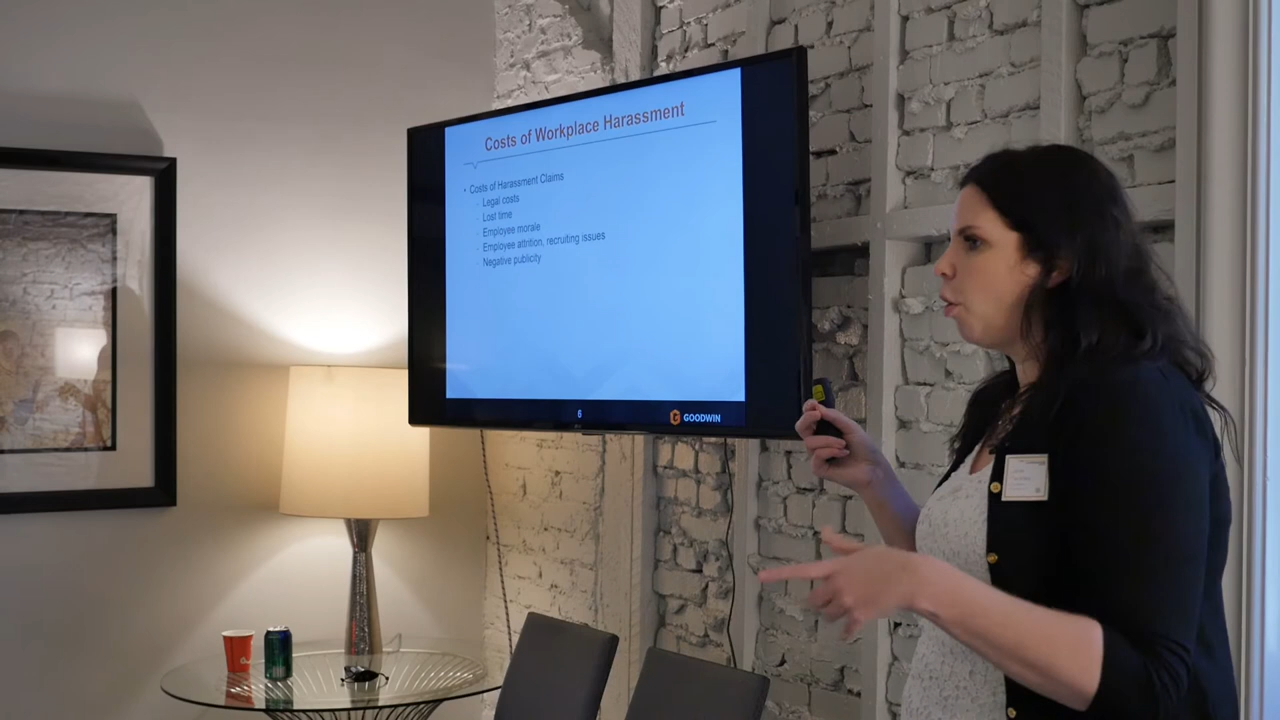 Costs of Workplace Harassment
• Costs of Harassment Claims
- Legal costs
- Lost time
- Employee morale
- Employee attrition, recruiting issues
- Negative publicity
6
GOODWIN